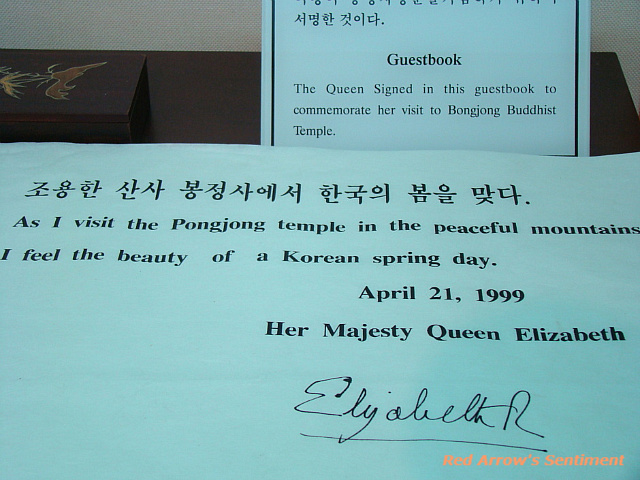 서명한 것이다.
Guestbook
The Queen Signed in this guestbook to
commemorate her visit to Bongjong Buddhist
Temple.
조용한 산사 봉정사에서 한국의 봄을 맞다.
As I visit the Pongjong temple in the peaceful mountains
I feel the beauty of a Korean spring day.
April 21, 1999
Her Majesty Queen Elizabeth
Elizabeth R
Red Arrow's Sentiment